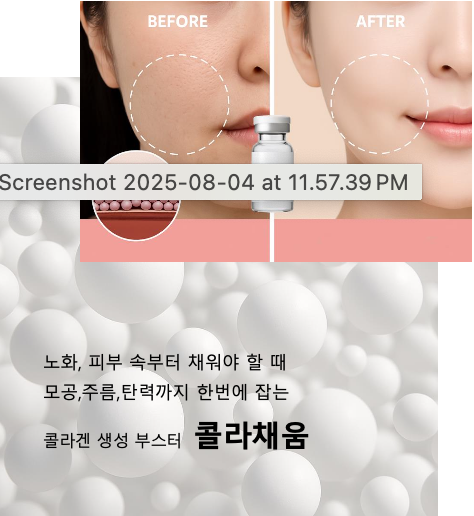 BEFORE
AFTER
Screenshot 2025-08-04 at 11.57.39 PM
노화, 피부 속부터 채워야 할 때
모공,주름,탄력까지 한번에 잡는
콜라겐 생성 부스터 콜라채움